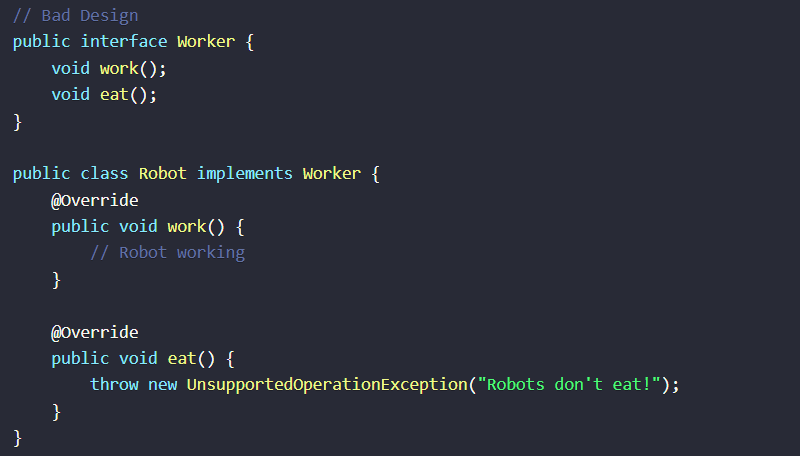 // Bad Design
public interface Worker {
    void work();
    void eat();
}

public class Robot implements Worker {
    @Override
    public void work() {
        // Robot working
    }

    @Override
    public void eat() {
        throw new UnsupportedOperationException("Robots don't eat!");
    }
}